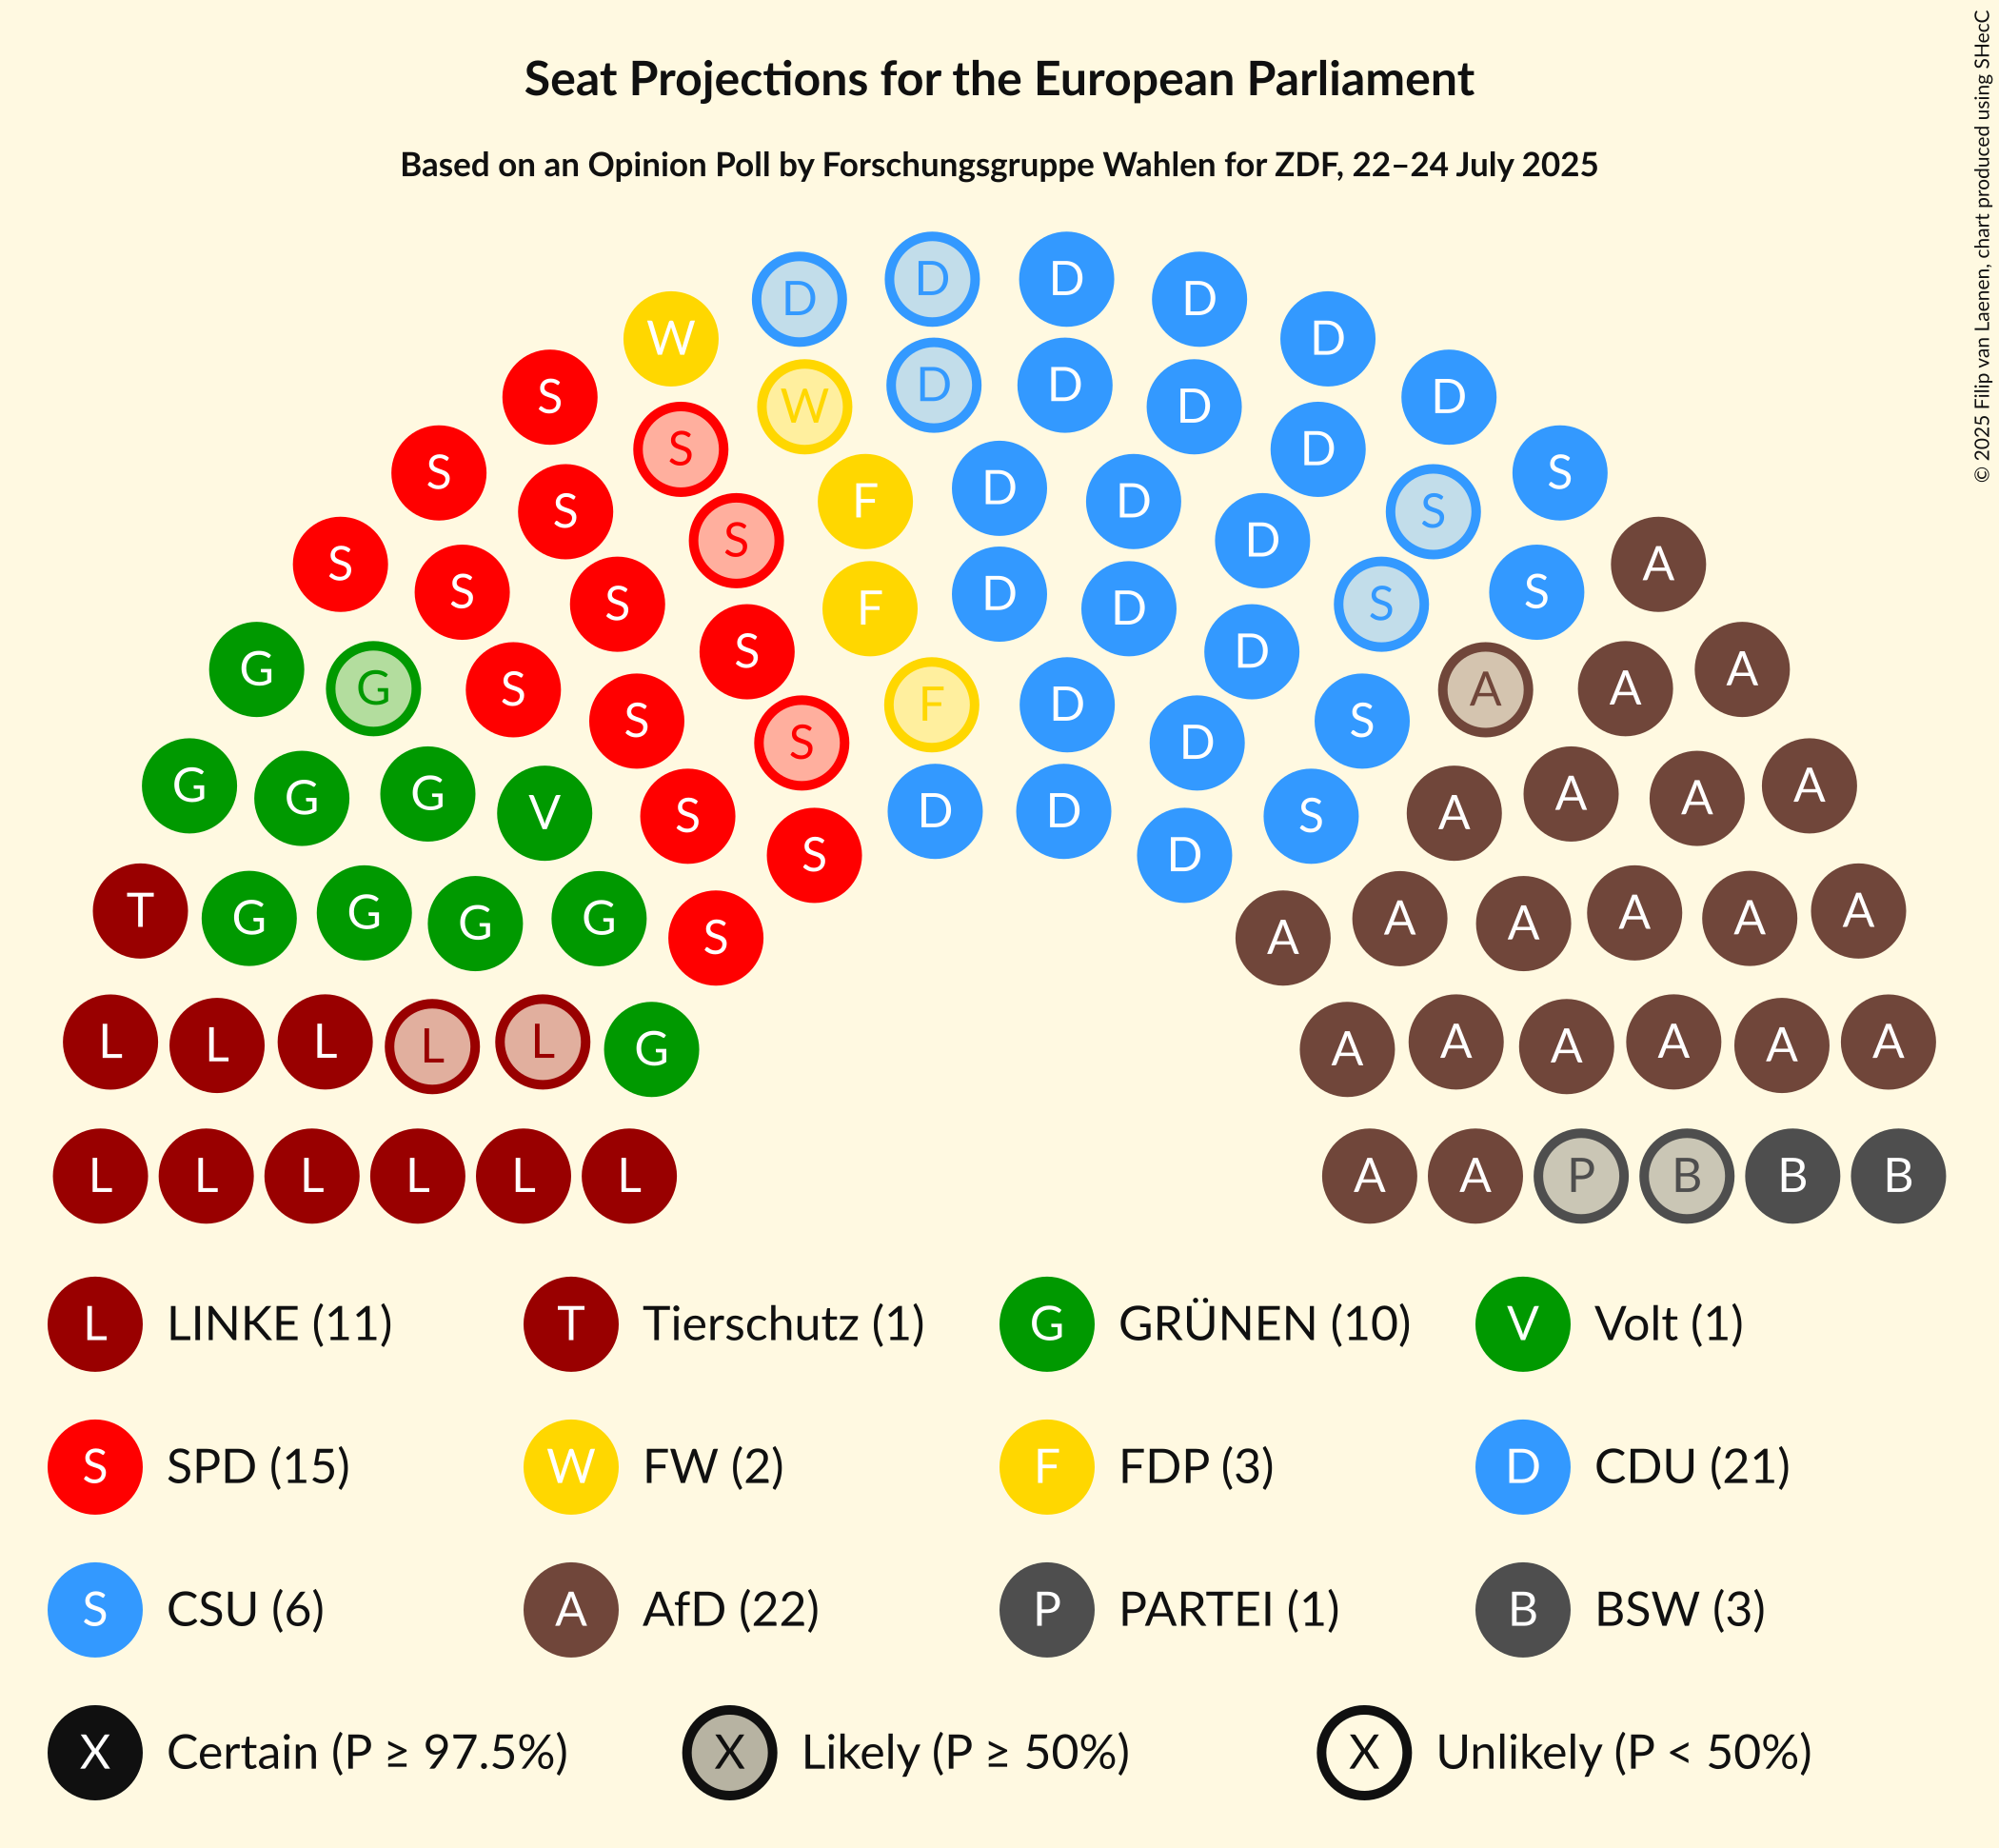 Seat Projections for the European Parliament
Based on an Opinion Poll by Forschungsgruppe Wahlen for ZDF, 22–24 July 2025
© 2025 Filip van Laenen, chart produced using SHecC
D D D D
W D
S W D D D D
S S F D D D S
S S S D S A
S S F D D S S
G G S S D A A A
S S F D D S
G G G V S D D S A A A A
S D
T G G G G S A A A A A A
L L L L L G A A A A A A
L L L L L L A A P B B B
L LINKE (11) T Tierschutz (1) G GRÜNEN (10) V Volt (1)
S SPD (15) W FW (2) F FDP (3) D CDU (21)
S CSU (6) A AfD (22) P PARTEI (1) B BSW (3)
X Certain (P ≥ 97.5%) X Likely (P ≥ 50%) X Unlikely (P < 50%)